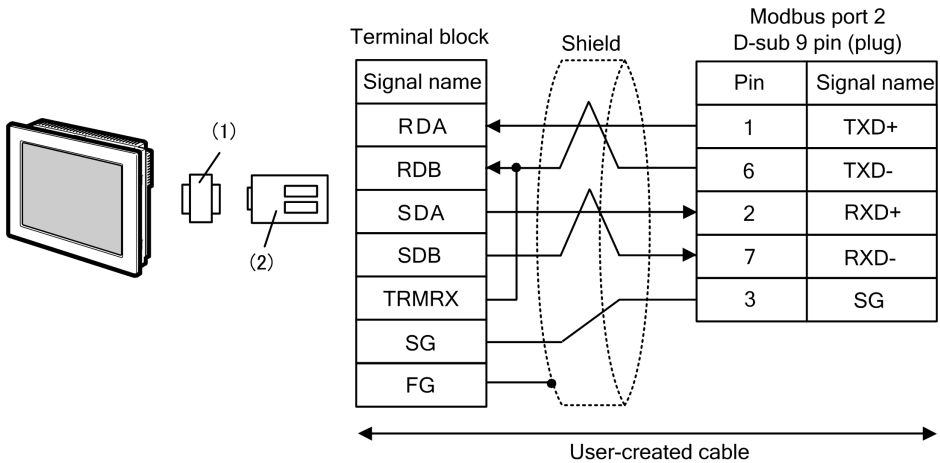 (1)
(2)
Terminal block
Signal name
RDA
RDB
SDA
SDB
TRMRX
SG
FG
Shield
Modbus port 2
D-sub 9 pin (plug)
Pin Signal name
1 TXD+
6 TXD-
2 RXD+
7 RXD-
3 SG
User-created cable